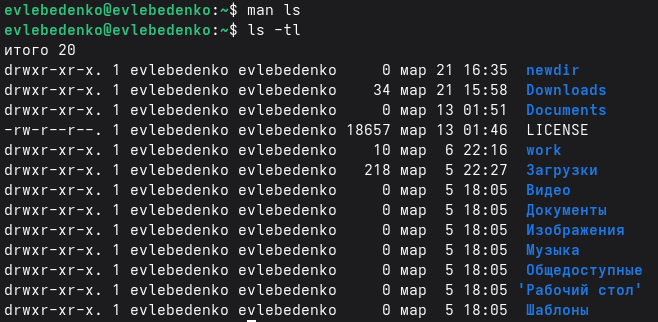 evlebedenko@evlebedenko:~$ man ls
evlebedenko@evlebedenko:~$ ls -tl
итого 20
drwxr-xr-x. 1 evlebedenko evlebedenko     0 мар 21 16:35  newdir
drwxr-xr-x. 1 evlebedenko evlebedenko    34 мар 21 15:58  Downloads
drwxr-xr-x. 1 evlebedenko evlebedenko     0 мар 13 01:51  Documents
-rw-r--r--. 1 evlebedenko evlebedenko 18657 мар 13 01:46  LICENSE
drwxr-xr-x. 1 evlebedenko evlebedenko    10 мар  6 22:16  work
drwxr-xr-x. 1 evlebedenko evlebedenko   218 мар  5 22:27  Загрузки
drwxr-xr-x. 1 evlebedenko evlebedenko     0 мар  5 18:05  Видео
drwxr-xr-x. 1 evlebedenko evlebedenko     0 мар  5 18:05  Документы
drwxr-xr-x. 1 evlebedenko evlebedenko     0 мар  5 18:05  Изображения
drwxr-xr-x. 1 evlebedenko evlebedenko     0 мар  5 18:05  Музыка
drwxr-xr-x. 1 evlebedenko evlebedenko     0 мар  5 18:05  Общедоступные
drwxr-xr-x. 1 evlebedenko evlebedenko     0 мар  5 18:05 'Рабочий стол'
drwxr-xr-x. 1 evlebedenko evlebedenko     0 мар  5 18:05  Шаблоны